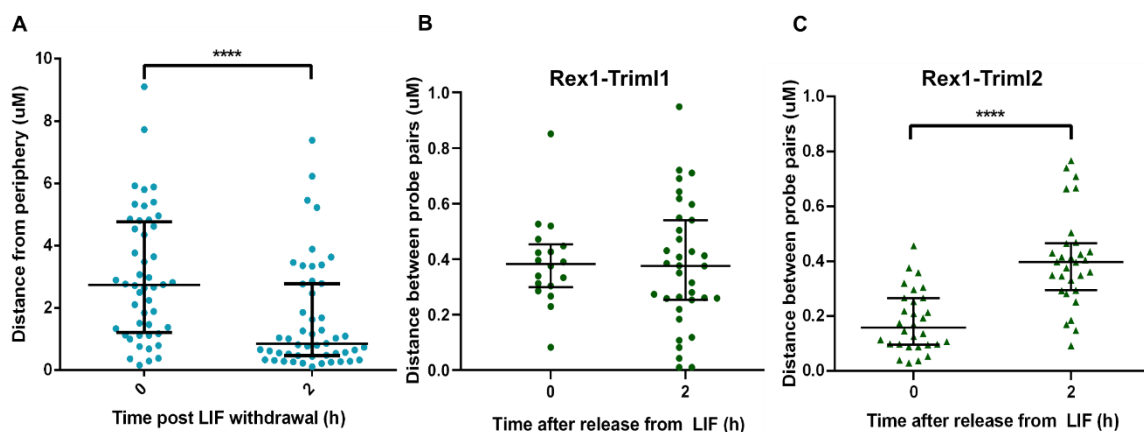 A
****
Distance from periphery (uM)
10
8
6
4
2
0
0
2
Time post LIF withdrawal (h)
B
Rex1-Triml1
Distance between probe pairs (uM)
1.0
0.8
0.6
0.4
0.2
0.0
0
2
Time after release from LIF (h)
C
Rex1-Triml2
****
Distance between probe pairs (uM)
1.0
0.8
0.6
0.4
0.2
0.0
0
2
Time after release from LIF (h)